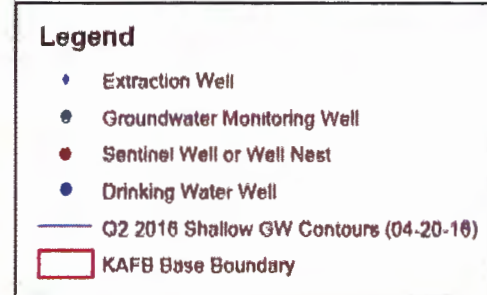 Legend
Extraction Well
Groundwater Monitoring Well
Sentinel Well or Well Nest
Drinking Water Well
Q2 2016 Shallow GW Contours (04-20-16)
KAFB Base Boundary